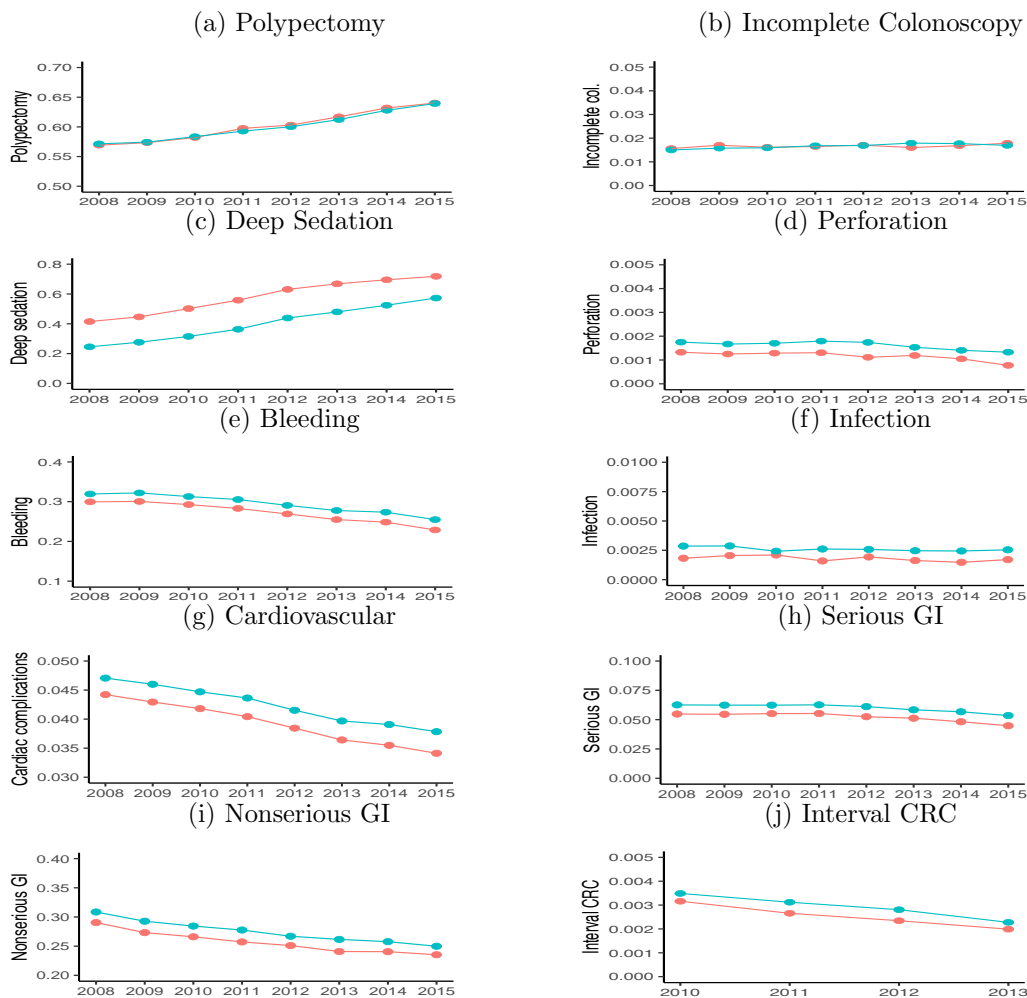 (a) Polypectomy
0.70
0.65
0.60
0.55
0.50
Polypectomy
2008 2009 2010 2011 2012 2013 2014 2015
(b) Incomplete Colonoscopy
0.05
0.04
0.03
0.02
0.01
0.00
Incomplete col.
2008 2009 2010 2011 2012 2013 2014 2015
(c) Deep Sedation
0.8
0.6
0.4
0.2
0.0
Deep sedation
2008 2009 2010 2011 2012 2013 2014 2015
(d) Perforation
0.005
0.004
0.003
0.002
0.001
0.000
Perforation
2008 2009 2010 2011 2012 2013 2014 2015
(e) Bleeding
0.4
0.3
0.2
0.1
Bleeding
2008 2009 2010 2011 2012 2013 2014 2015
(f) Infection
0.0100
0.0075
0.0050
0.0025
0.0000
Infection
2008 2009 2010 2011 2012 2013 2014 2015
(g) Cardiovascular
0.050
0.045
0.040
0.035
0.030
Cardiac complications
2008 2009 2010 2011 2012 2013 2014 2015
(h) Serious GI
0.100
0.075
0.050
0.025
0.000
Serious GI
2008 2009 2010 2011 2012 2013 2014 2015
(i) Nonserious GI
0.40
0.35
0.30
0.25
0.20
Nonserious GI
2008 2009 2010 2011 2012 2013 2014 2015
(j) Interval CRC
0.005
0.004
0.003
0.002
0.001
0.000
Interval CRC
2010 2011 2012 2013